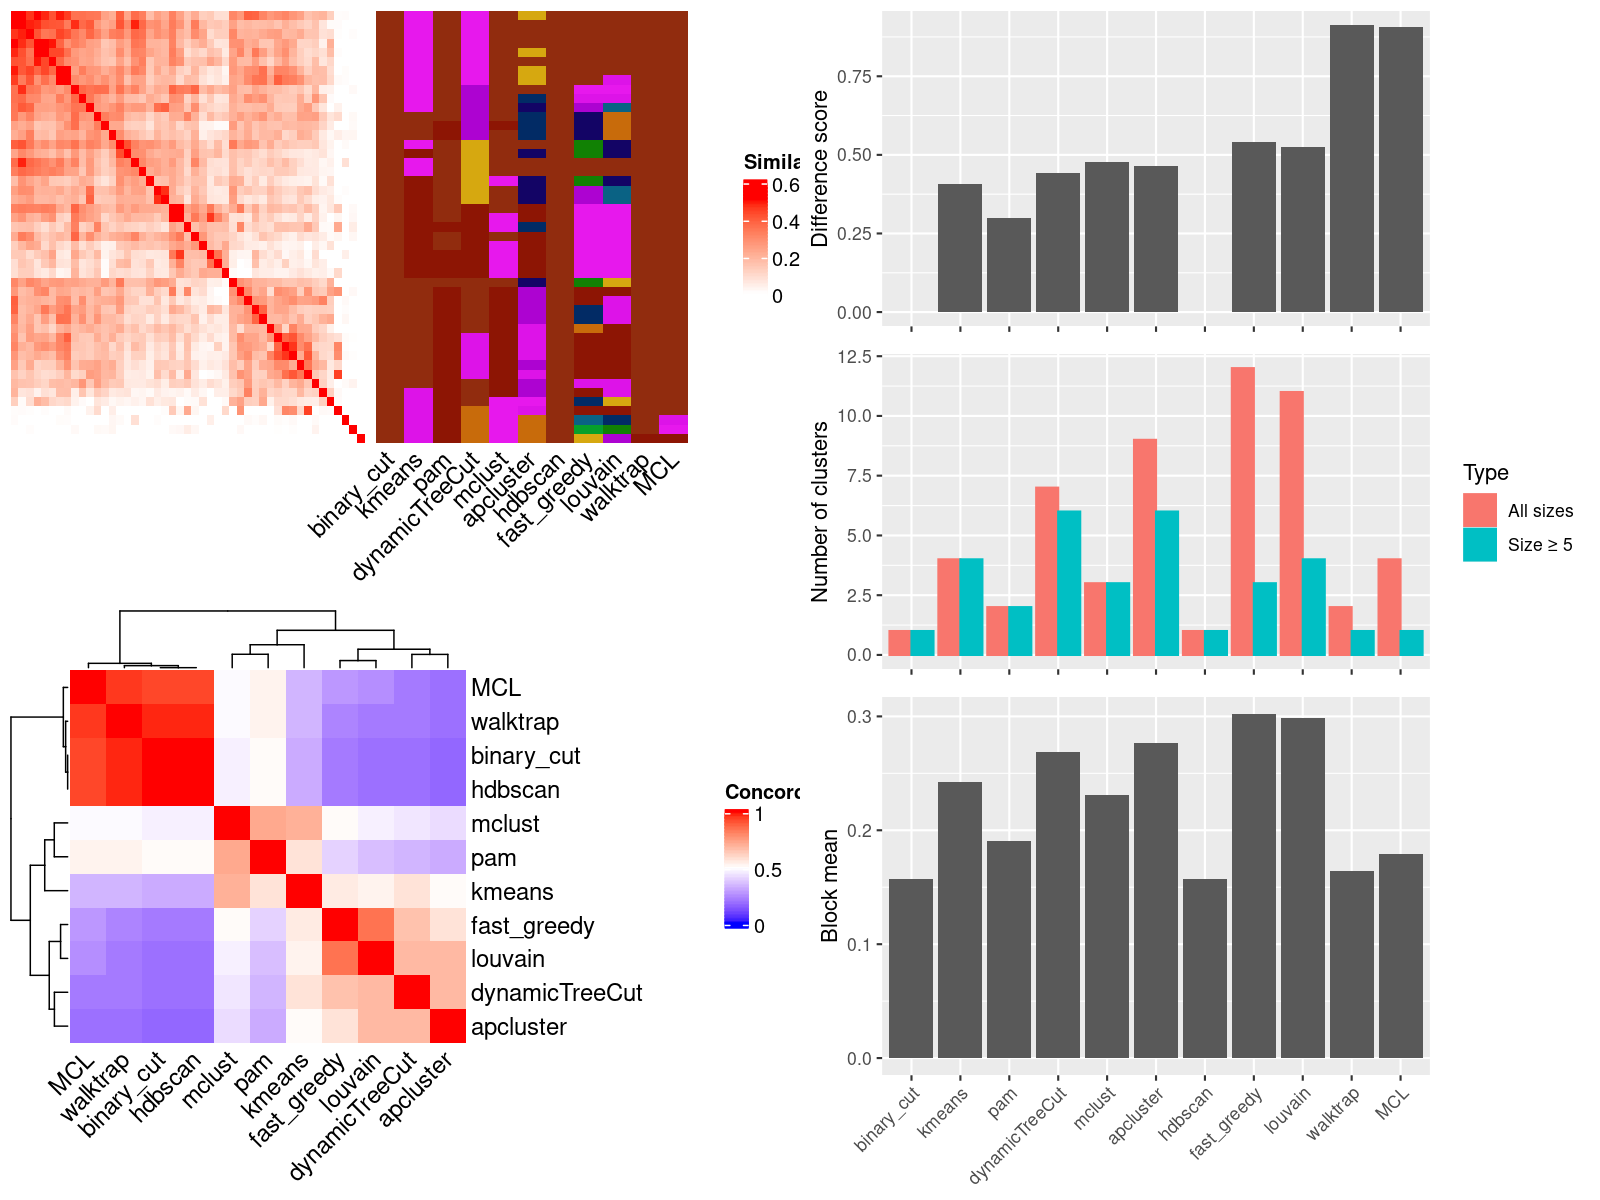 Simila
0.6
0.4
0.2
0
binary_cut
kmeans
pam
dynamicTreeCut
mclust
apcluster
hdbscan
fast_greedy
louvain
walktrap
MCL
Difference score
0.75
0.50
0.25
0.00
Number of clusters
12.5
10.0
7.5
5.0
2.5
0.0
Type
All sizes
Size ≥ 5
MCL
walktrap
binary_cut
hdbscan
mclust
pam
kmeans
fast_greedy
louvain
dynamicTreeCut
apcluster
MCL
walktrap
binary_cut
hdbscan
mclust
pam
kmeans
fast_greedy
louvain
dynamicTreeCut
apcluster
Concord
1
0.5
0
Block mean
0.3
0.2
0.1
0.0
binary_cut
kmeans
pam
dynamicTreeCut
mclust
apcluster
hdbscan
fast_greedy
louvain
walktrap
MCL